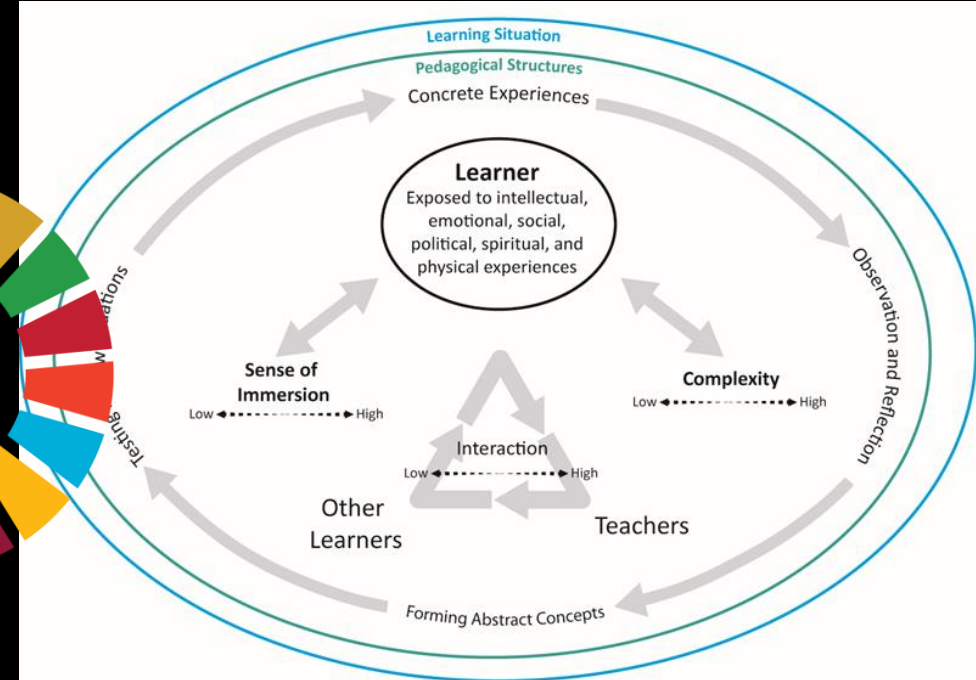 Learning Situation
Pedagogical Structures
Concrete Experiences
Learner
Exposed to intellectual,
emotional, social,
political, spiritual, and
physical experiences
Observation and Reflection
Sense of
Immersion
Low High
Complexity
Low High
Interaction
Low High
Other
Learners
Teachers
Forming Abstract Concepts
Testing